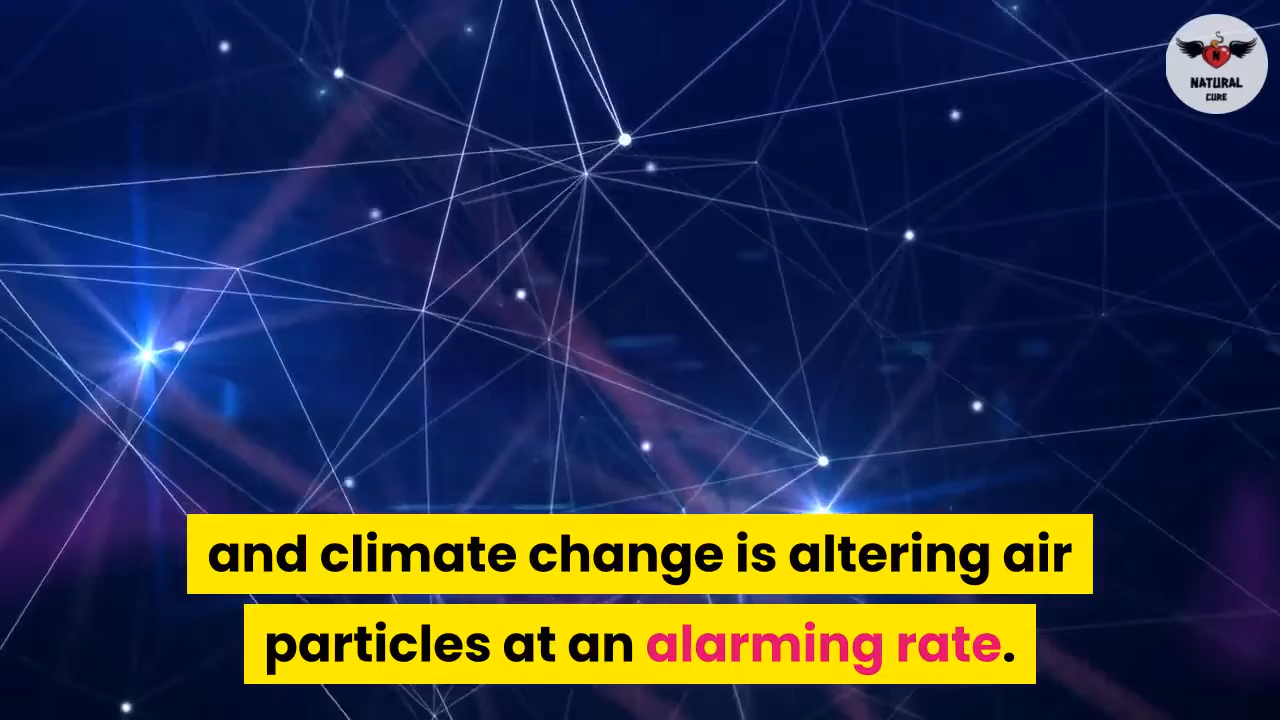 N
NATURAL
CURE
and climate change is altering air
particles at an alarming rate.